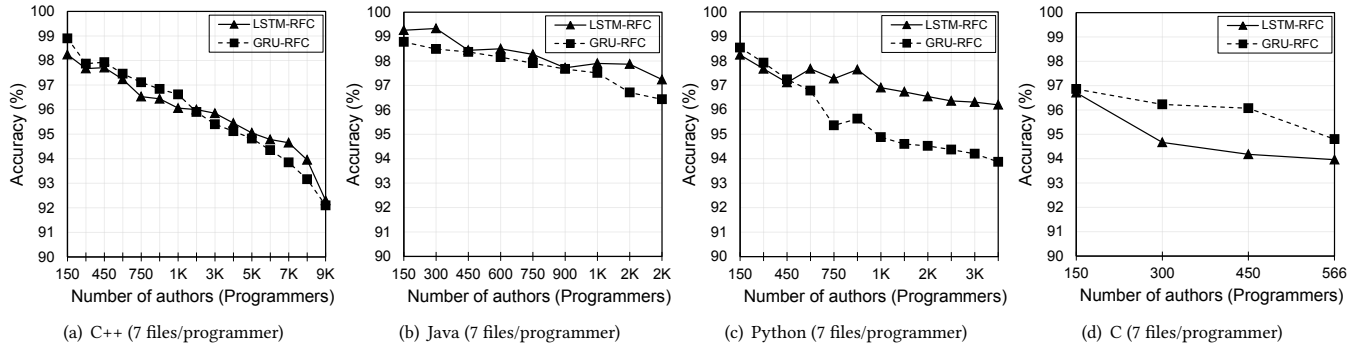 100
99
98
97
96
95
94
93
92
91
90
Accuracy (%)
LSTM-RFC
GRU-RFC
150 450 750 1K 3K 5K 7K 9K
Number of authors (Programmers)
(a) C++ (7 files/programmer)
100
99
98
97
96
95
94
93
92
91
90
Accuracy (%)
LSTM-RFC
GRU-RFC
150 300 450 600 750 900 1K 2K 2K
Number of authors (Programmers)
(b) Java (7 files/programmer)
100
99
98
97
96
95
94
93
92
91
90
Accuracy (%)
LSTM-RFC
GRU-RFC
150 450 750 1K 2K 3K
Number of authors (Programmers)
(c) Python (7 files/programmer)
100
99
98
97
96
95
94
93
92
91
90
Accuracy (%)
LSTM-RFC
GRU-RFC
150 300 450 566
Number of authors (Programmers)
(d) C (7 files/programmer)